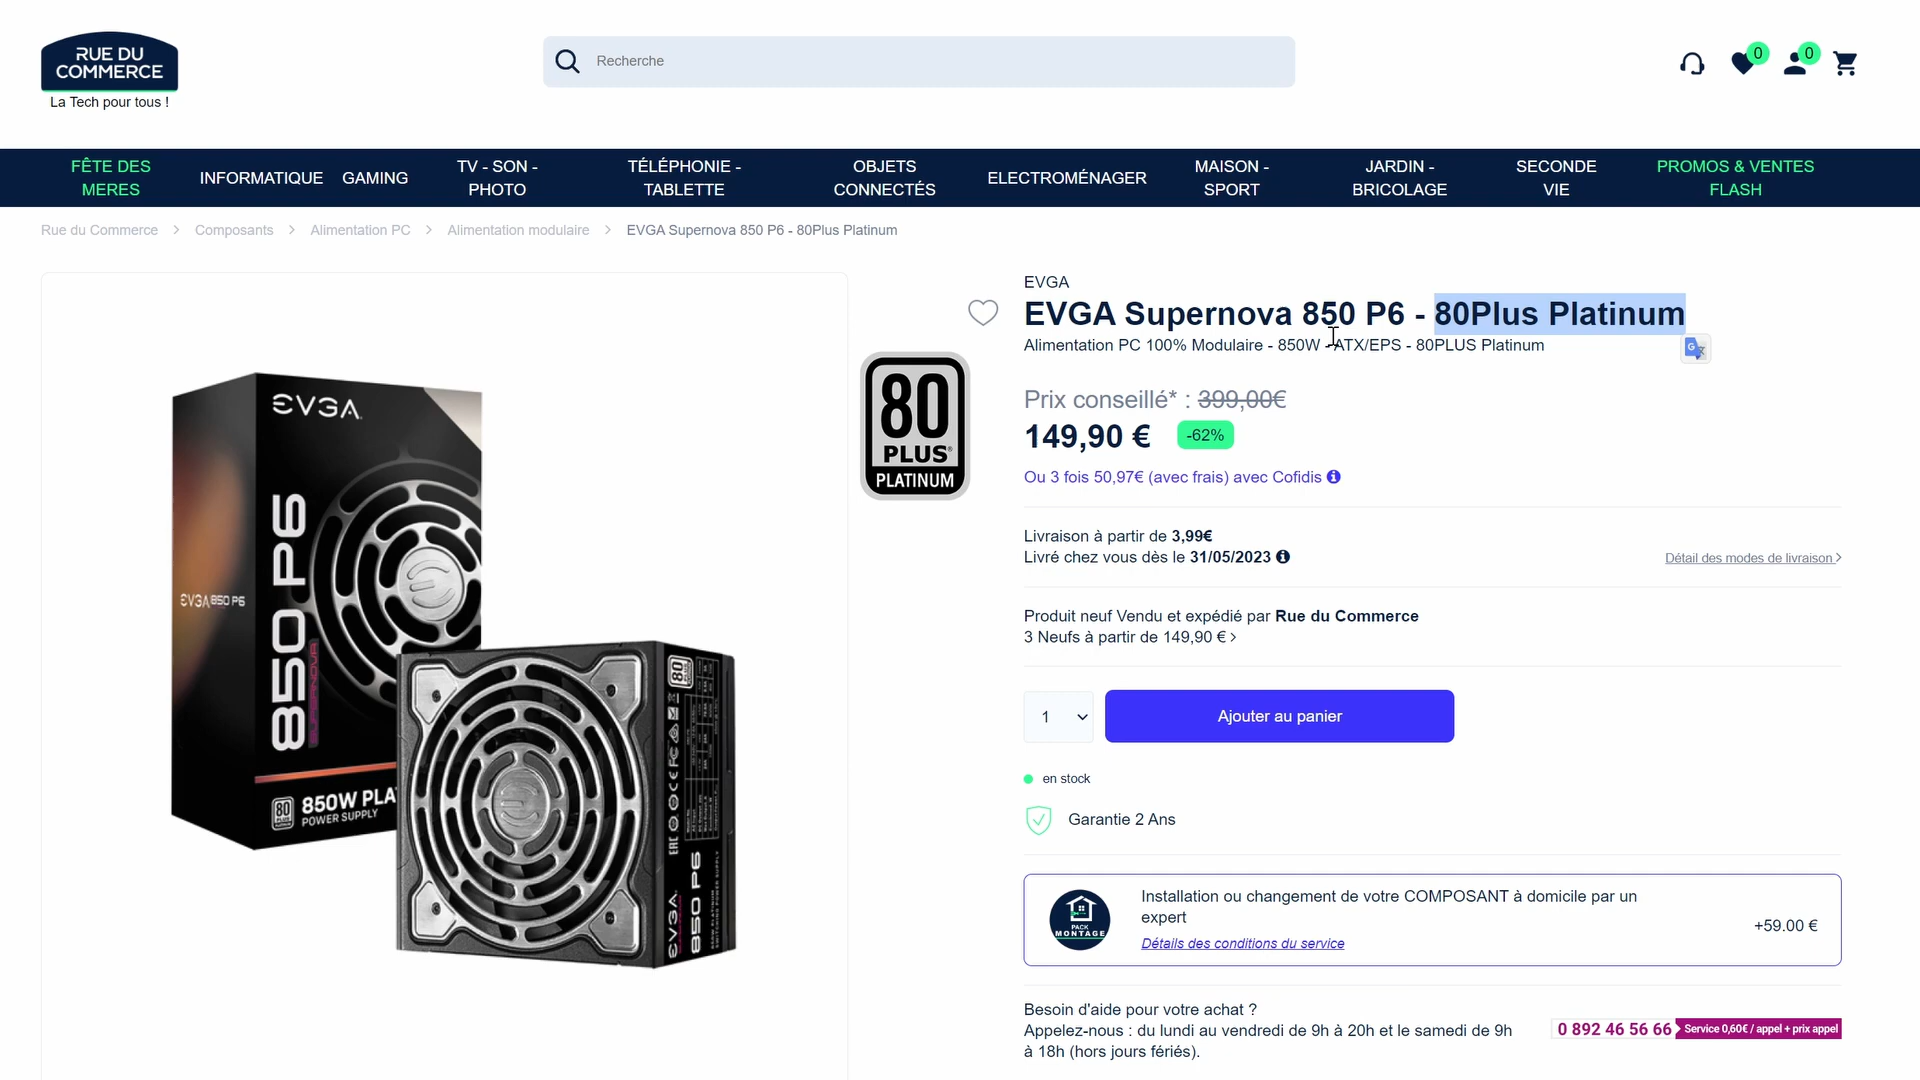 RUE DU
COMMERCE
La Tech pour tous !
Recherche
0
0
FÊTE DES
MERES
INFORMATIQUE
GAMING
TV - SON -
PHOTO
TÉLÉPHONIE -
TABLETTE
OBJETS
CONNECTÉS
ELECTROMÉNAGER
MAISON -
SPORT
JARDIN -
BRICOLAGE
SECONDE
VIE
PROMOS & VENTES
FLASH
Rue du Commerce > Composants > Alimentation PC > Alimentation modulaire > EVGA Supernova 850 P6 - 80Plus Platinum
EVGA
850 P6
SUPERNOVA
EVGA 850 P6
80
850W PLA
POWER SUPPLY
80
EVGA
850 P6
80
PLUS
PLATINUM
EVGA
EVGA Supernova 850 P6 - 80Plus Platinum
Alimentation PC 100% Modulaire - 850W - ATX/EPS - 80PLUS Platinum
Prix conseillé* : 399,00€
149,90 €
-62%
Ou 3 fois 50,97€ (avec frais) avec Cofidis
Livraison à partir de 3,99€
Livré chez vous dès le 31/05/2023
Détail des modes de livraison >
Produit neuf Vendu et expédié par Rue du Commerce
3 Neufs à partir de 149,90 € >
1
Ajouter au panier
en stock
Garantie 2 Ans
PACK
MONTAGE
Installation ou changement de votre COMPOSANT à domicile par un
expert
Détails des conditions du service
+59.00 €
Besoin d'aide pour votre achat ?
Appelez-nous : du lundi au vendredi de 9h à 20h et le samedi de 9h
à 18h (hors jours fériés).
0 892 46 56 66
Service 0,60€ / appel + prix appel